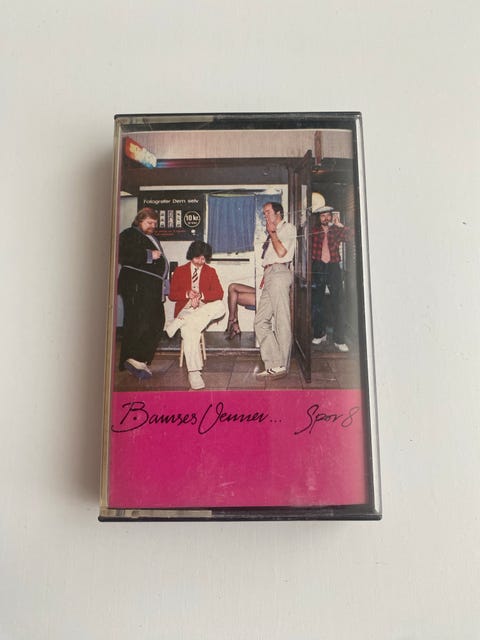 Fotografer Dem selv
10 kr.
Bamses Venner... Spor 8